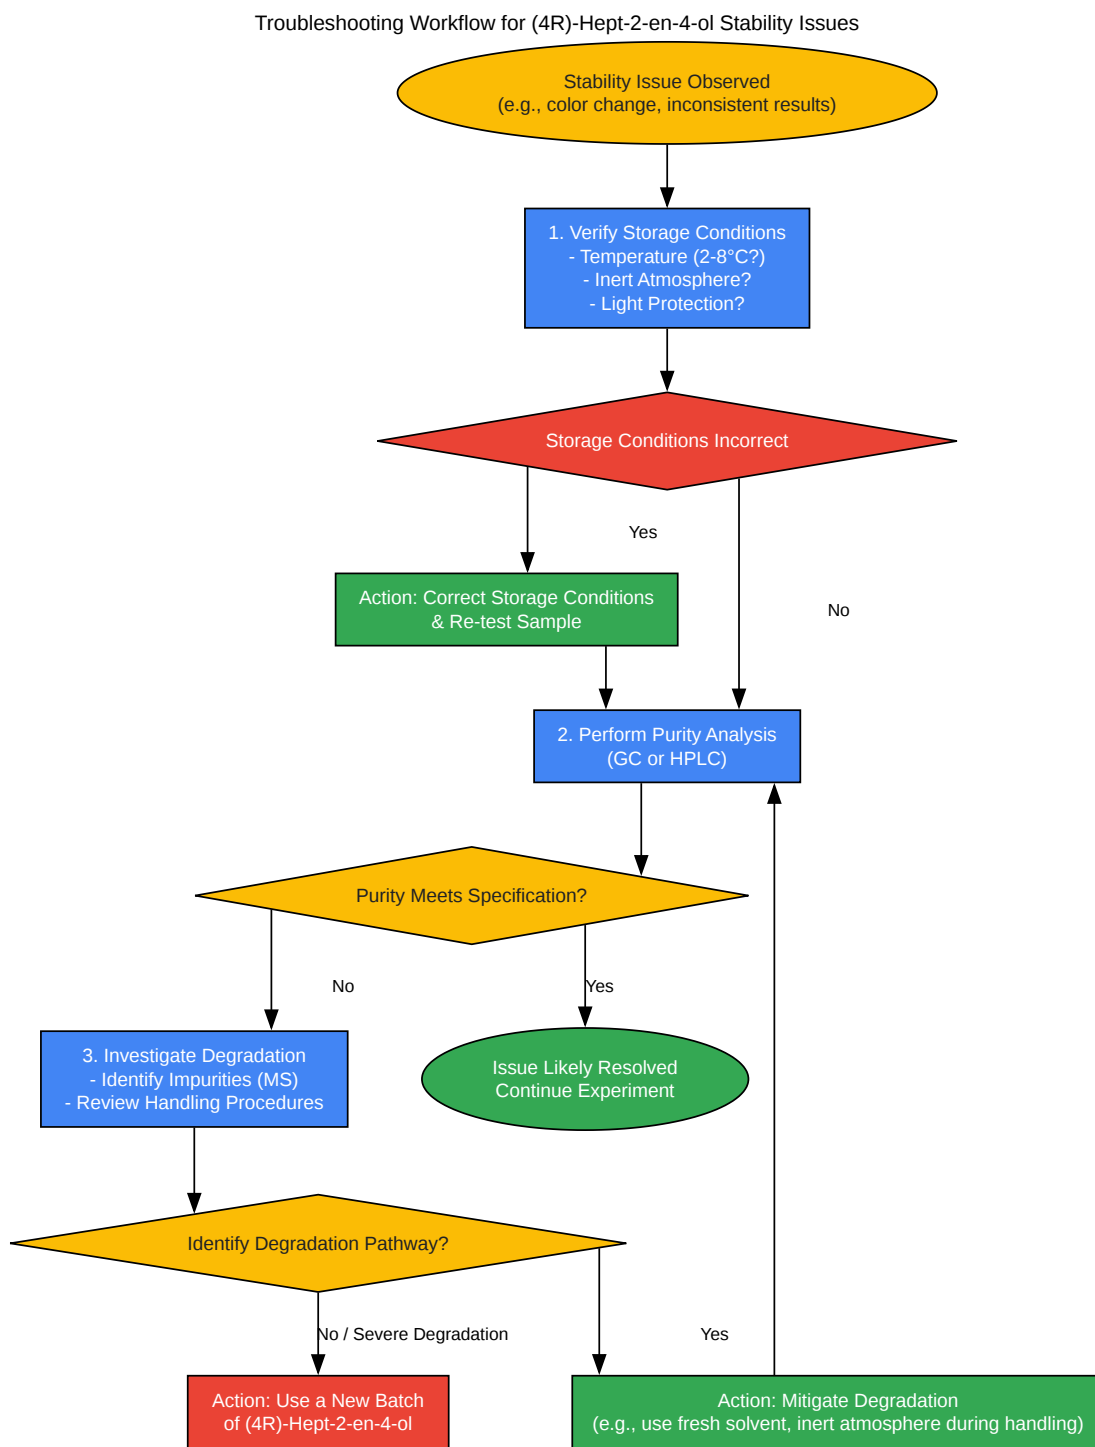 Troubleshooting Workflow for (4R)-Hept-2-en-4-ol Stability Issues
Stability Issue Observed
(e.g., color change, inconsistent results)
1. Verify Storage Conditions
- Temperature (2-8°C?)
- Inert Atmosphere?
- Light Protection?
Storage Conditions Incorrect
Yes
Action: Correct Storage Conditions
& Re-test Sample
No
2. Perform Purity Analysis
(GC or HPLC)
Purity Meets Specification?
No
Yes
3. Investigate Degradation
- Identify Impurities (MS)
- Review Handling Procedures
Issue Likely Resolved
Continue Experiment
Identify Degradation Pathway?
No / Severe Degradation
Yes
Action: Use a New Batch
of (4R)-Hept-2-en-4-ol
Action: Mitigate Degradation
(e.g., use fresh solvent, inert atmosphere during handling)